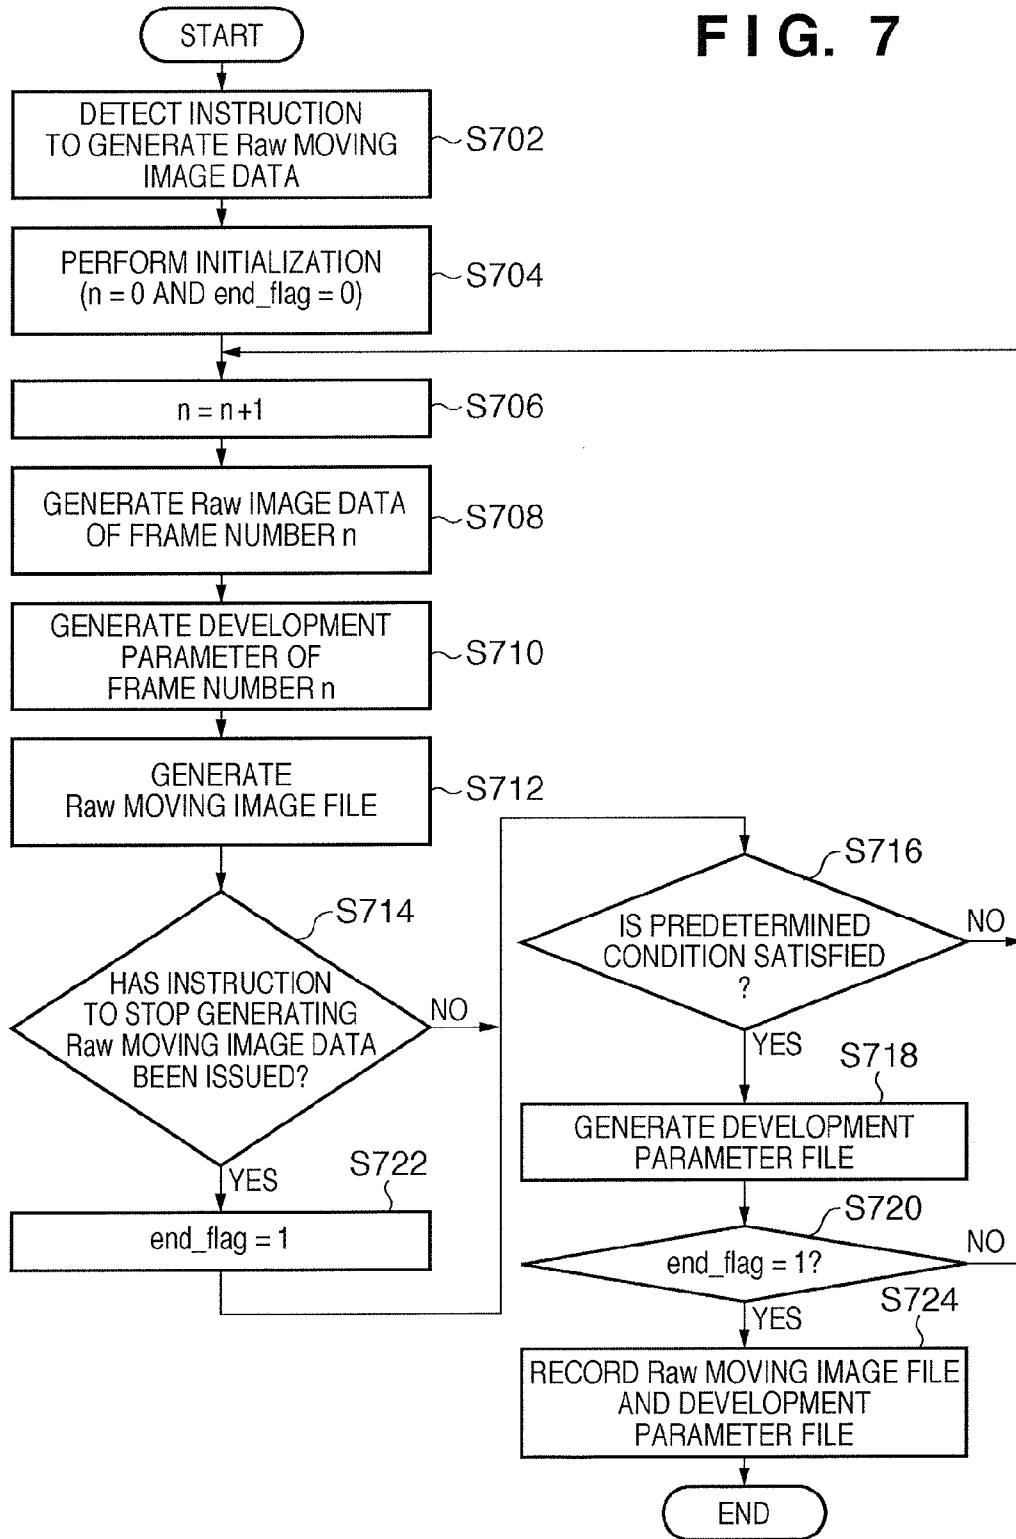 FIG. 7
START
DETECT INSTRUCTION
TO GENERATE Raw MOVING
IMAGE DATA
S702
PERFORM INITIALIZATION
(n = 0 AND end_flag = 0)
S704
n = n+1
S706
GENERATE Raw IMAGE DATA
OF FRAME NUMBER n
S708
GENERATE DEVELOPMENT
PARAMETER OF
FRAME NUMBER n
S710
GENERATE
Raw MOVING IMAGE FILE
S712
S714
HAS INSTRUCTION
TO STOP GENERATING
Raw MOVING IMAGE DATA
BEEN ISSUED?
NO
YES
S722
end_flag = 1
S716
IS PREDETERMINED
CONDITION SATISFIED
?
NO
YES
S718
GENERATE DEVELOPMENT
PARAMETER FILE
S720
end_flag = 1?
NO
YES
S724
RECORD Raw MOVING IMAGE FILE
AND DEVELOPMENT
PARAMETER FILE
END